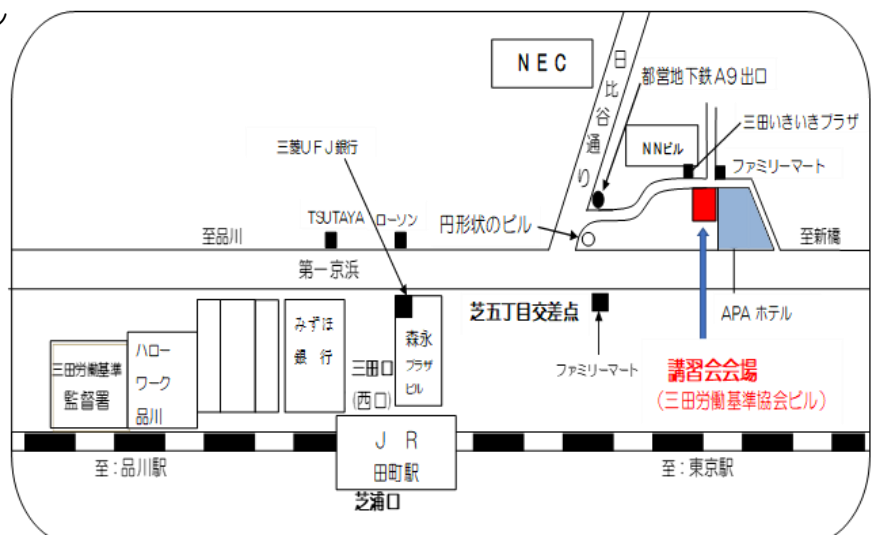 NEC
日比谷通り
都営地下鉄A9出口
三田いきいきプラザ
NNビル
ファミリーマート
三菱UFJ銀行
TSUTAYA
ローソン
円形状のビル
至品川
至新橋
第一京浜
芝五丁目交差点
APAホテル
みずほ
銀行
森永
プラザ
ビル
三田口
(西口)
ハロー
ワーク
品川
三田労働基準
監督署
ファミリーマート
講習会会場
(三田労働基準協会ビル)
JR
田町駅
芝浦口
至:品川駅
至:東京駅